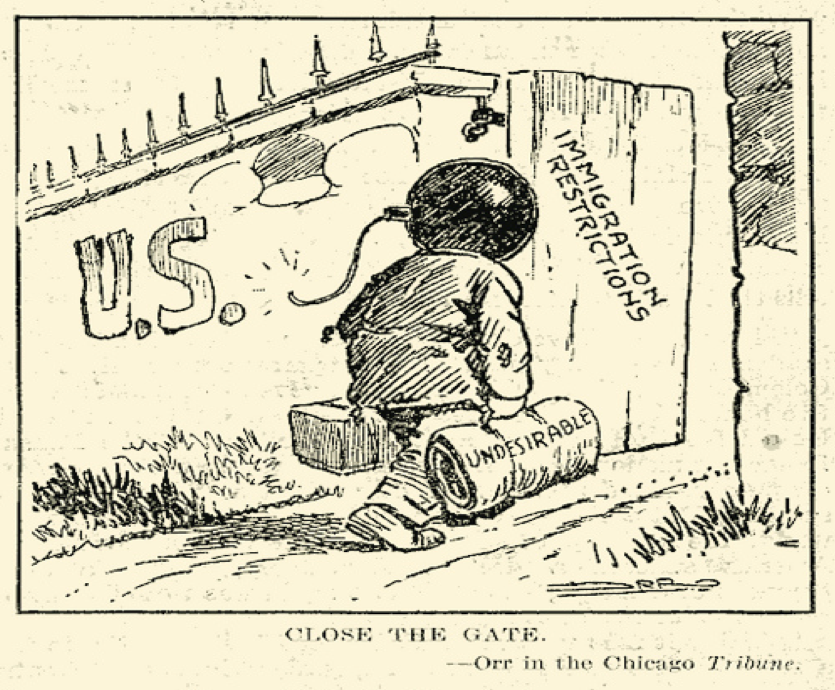 U.S.
IMMIGRATION
RESTRICTIONS
UNDESIRABLE
ORR
CLOSE THE GATE.
—Orr in the Chicago Tribune.